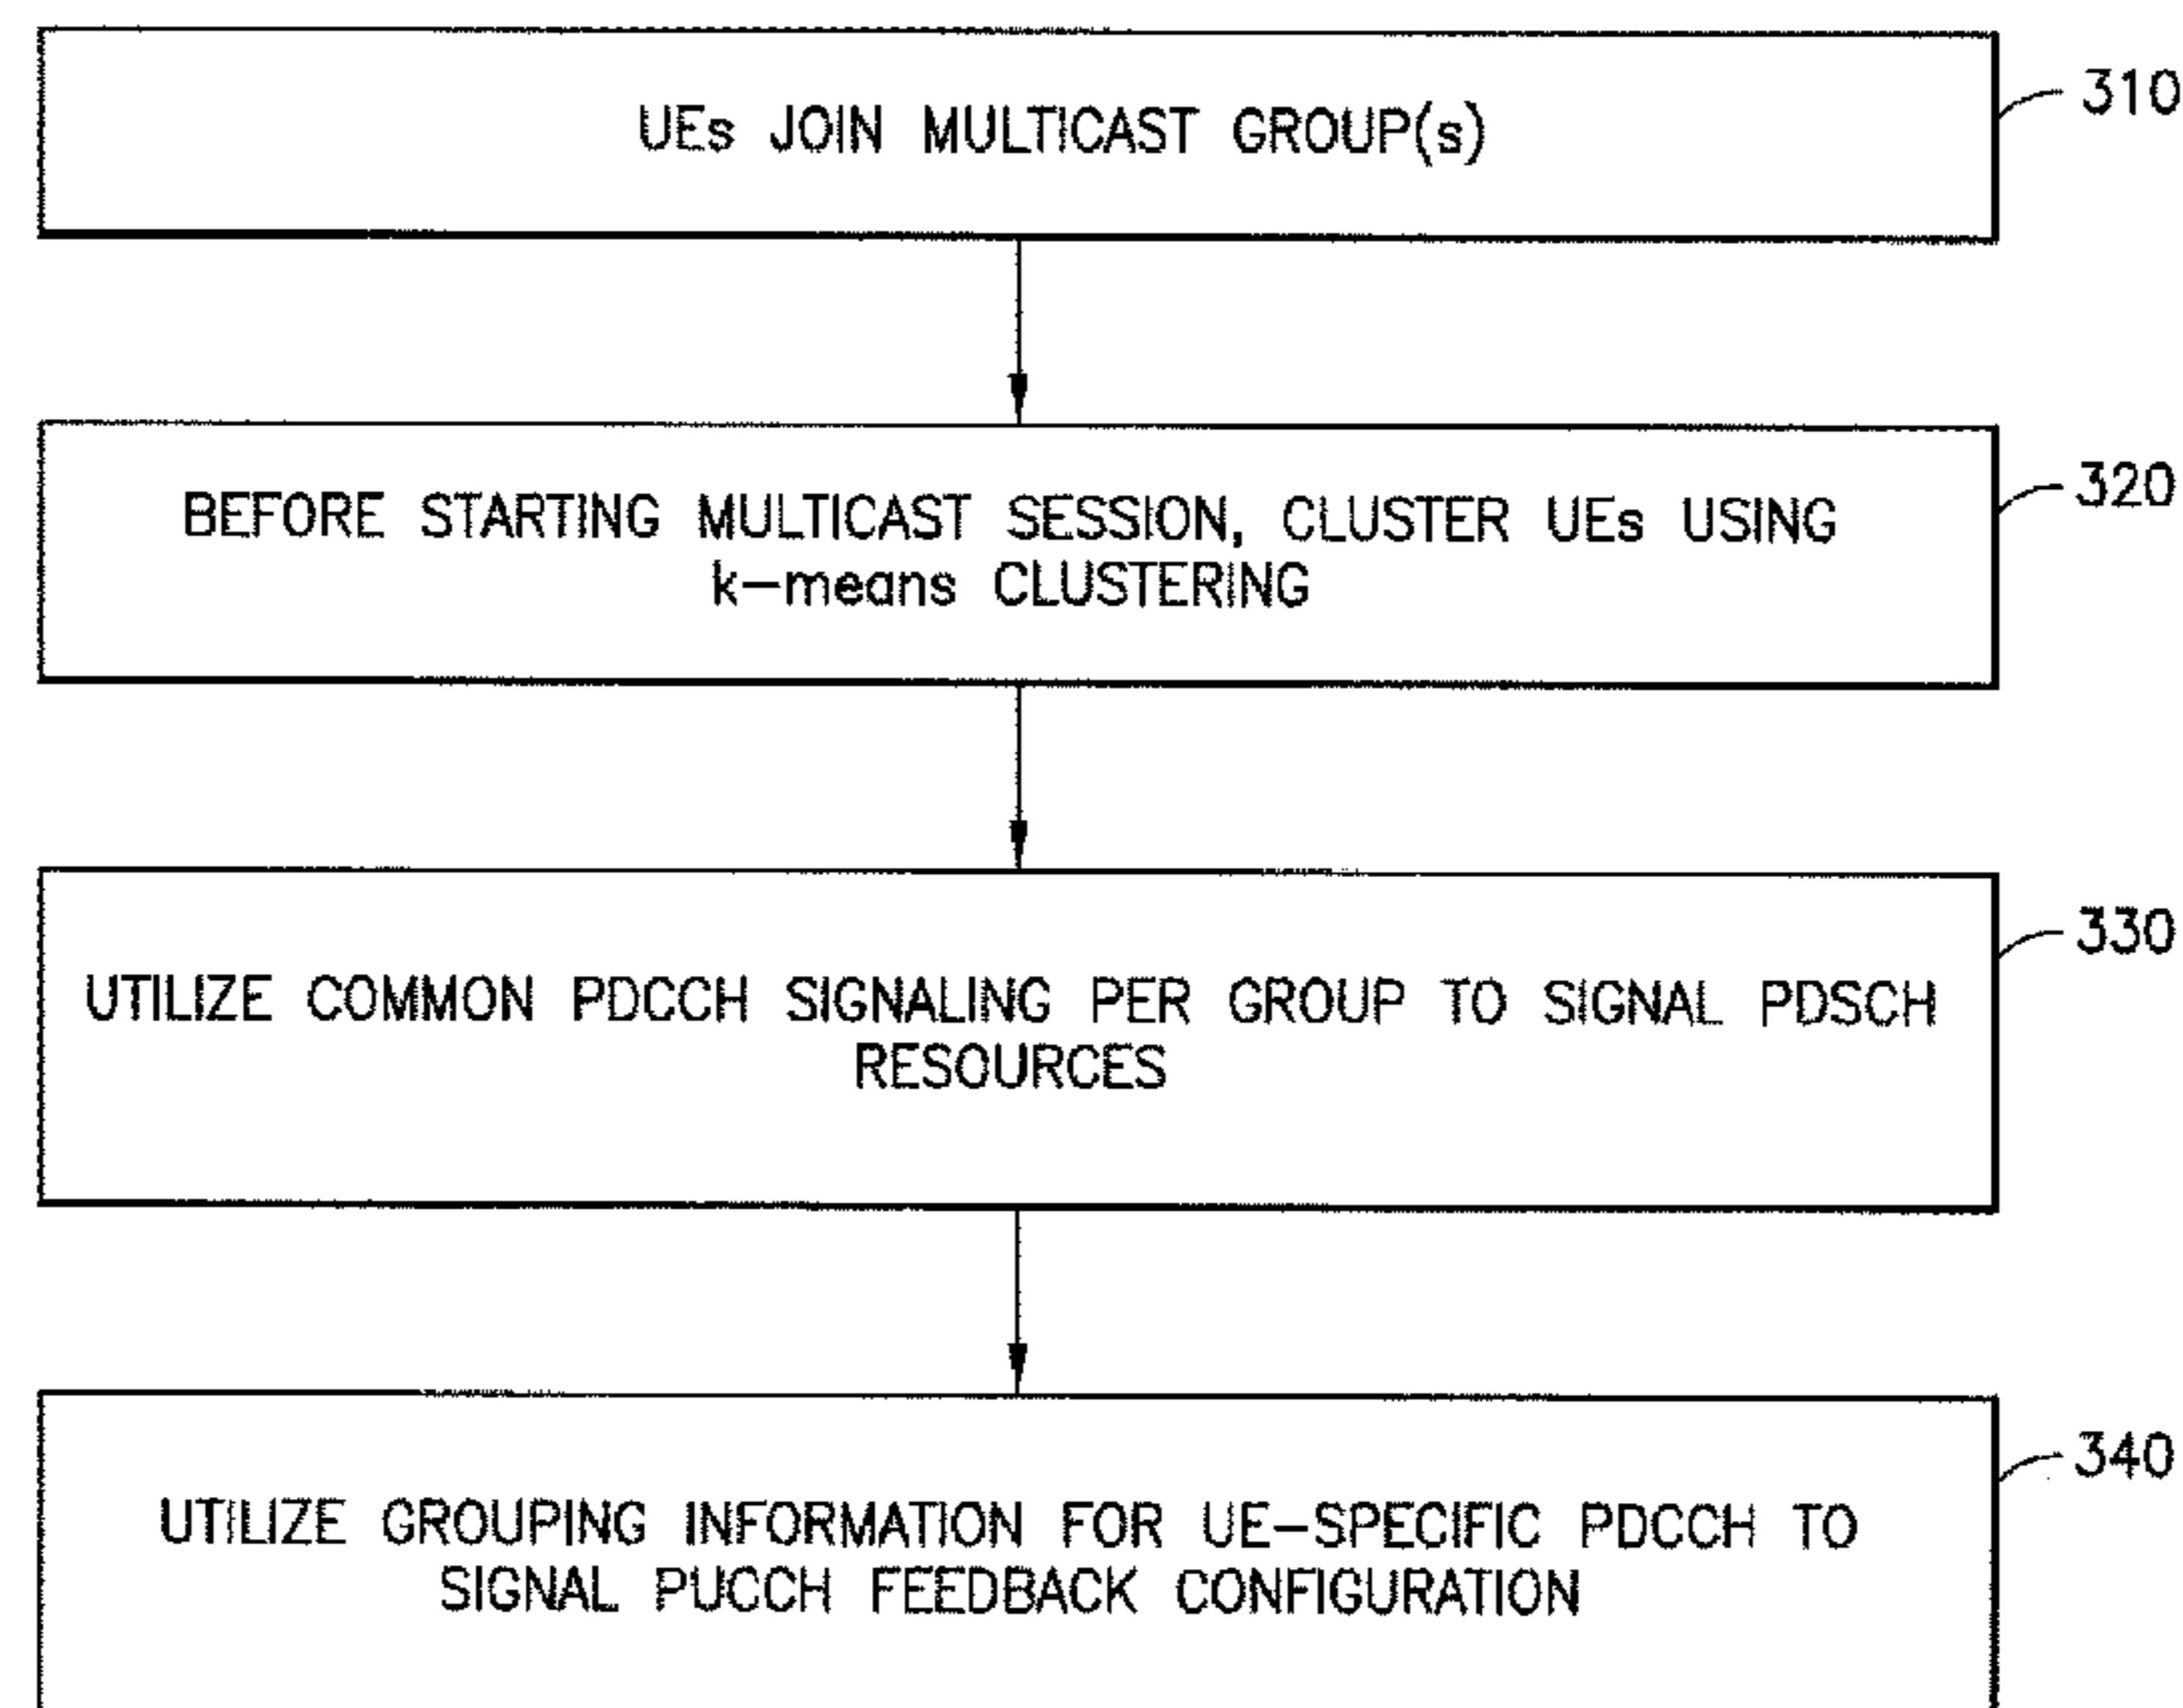 UEs JOIN MULTICAST GROUP(s)
310
BEFORE STARTING MULTICAST SESSION, CLUSTER UEs USING
k-means CLUSTERING
320
UTILIZE COMMON PDCCH SIGNALING PER GROUP TO SIGNAL PDSCH
RESOURCES
330
UTILIZE GROUPING INFORMATION FOR UE-SPECIFIC PDCCH TO
SIGNAL PUCCH FEEDBACK CONFIGURATION
340